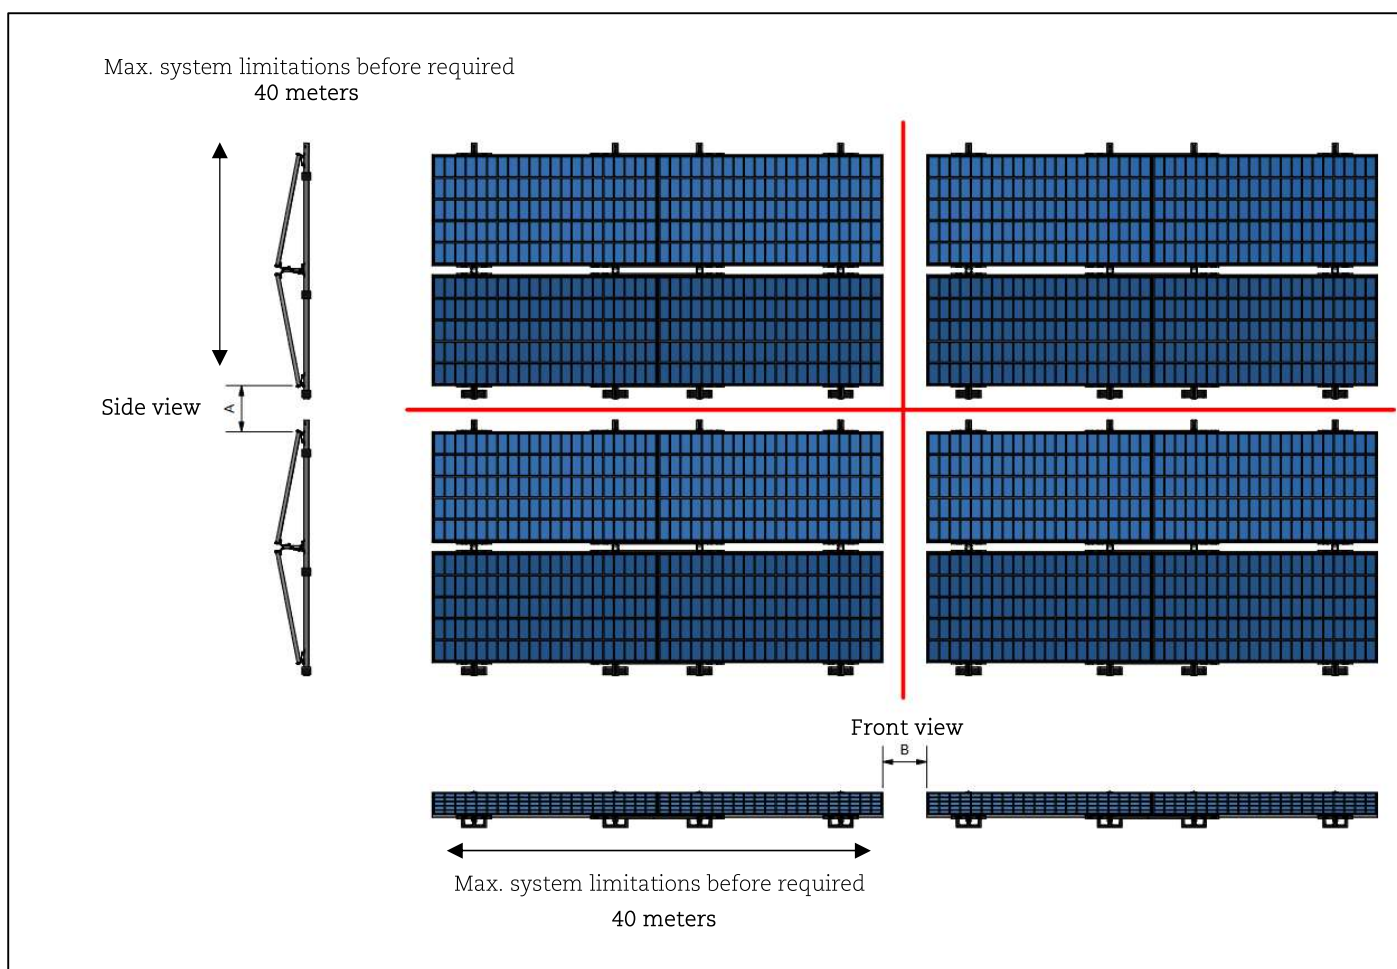 Max. system limitations before required
40 meters
Side view
A
Front view
B
Max. system limitations before required
40 meters